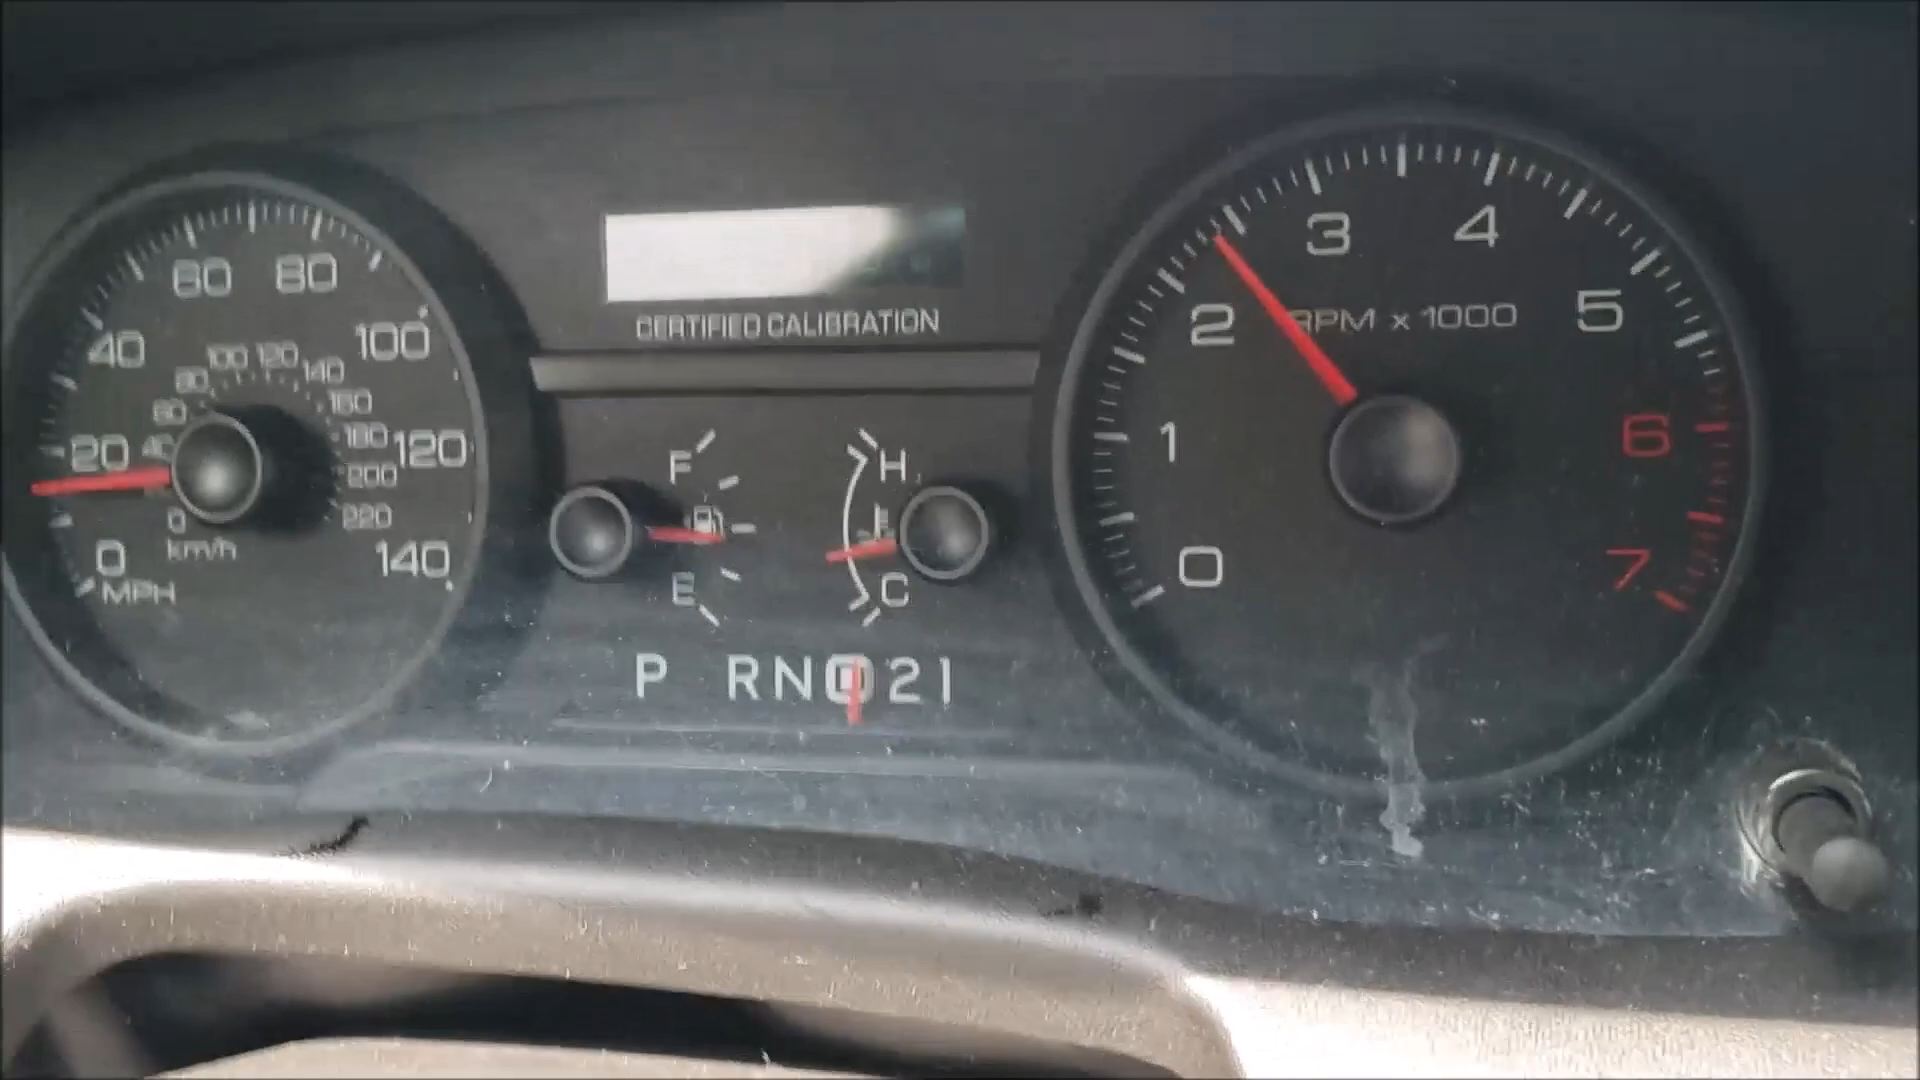 60 80
40 100
100 120
80 140
60 160
20 40 180 120
200
0 220
km/h
0 140
MPH
CERTIFIED CALIBRATION
F H
E C
P RND21
3 4
2 RPM x 1000 5
1 6
0 7